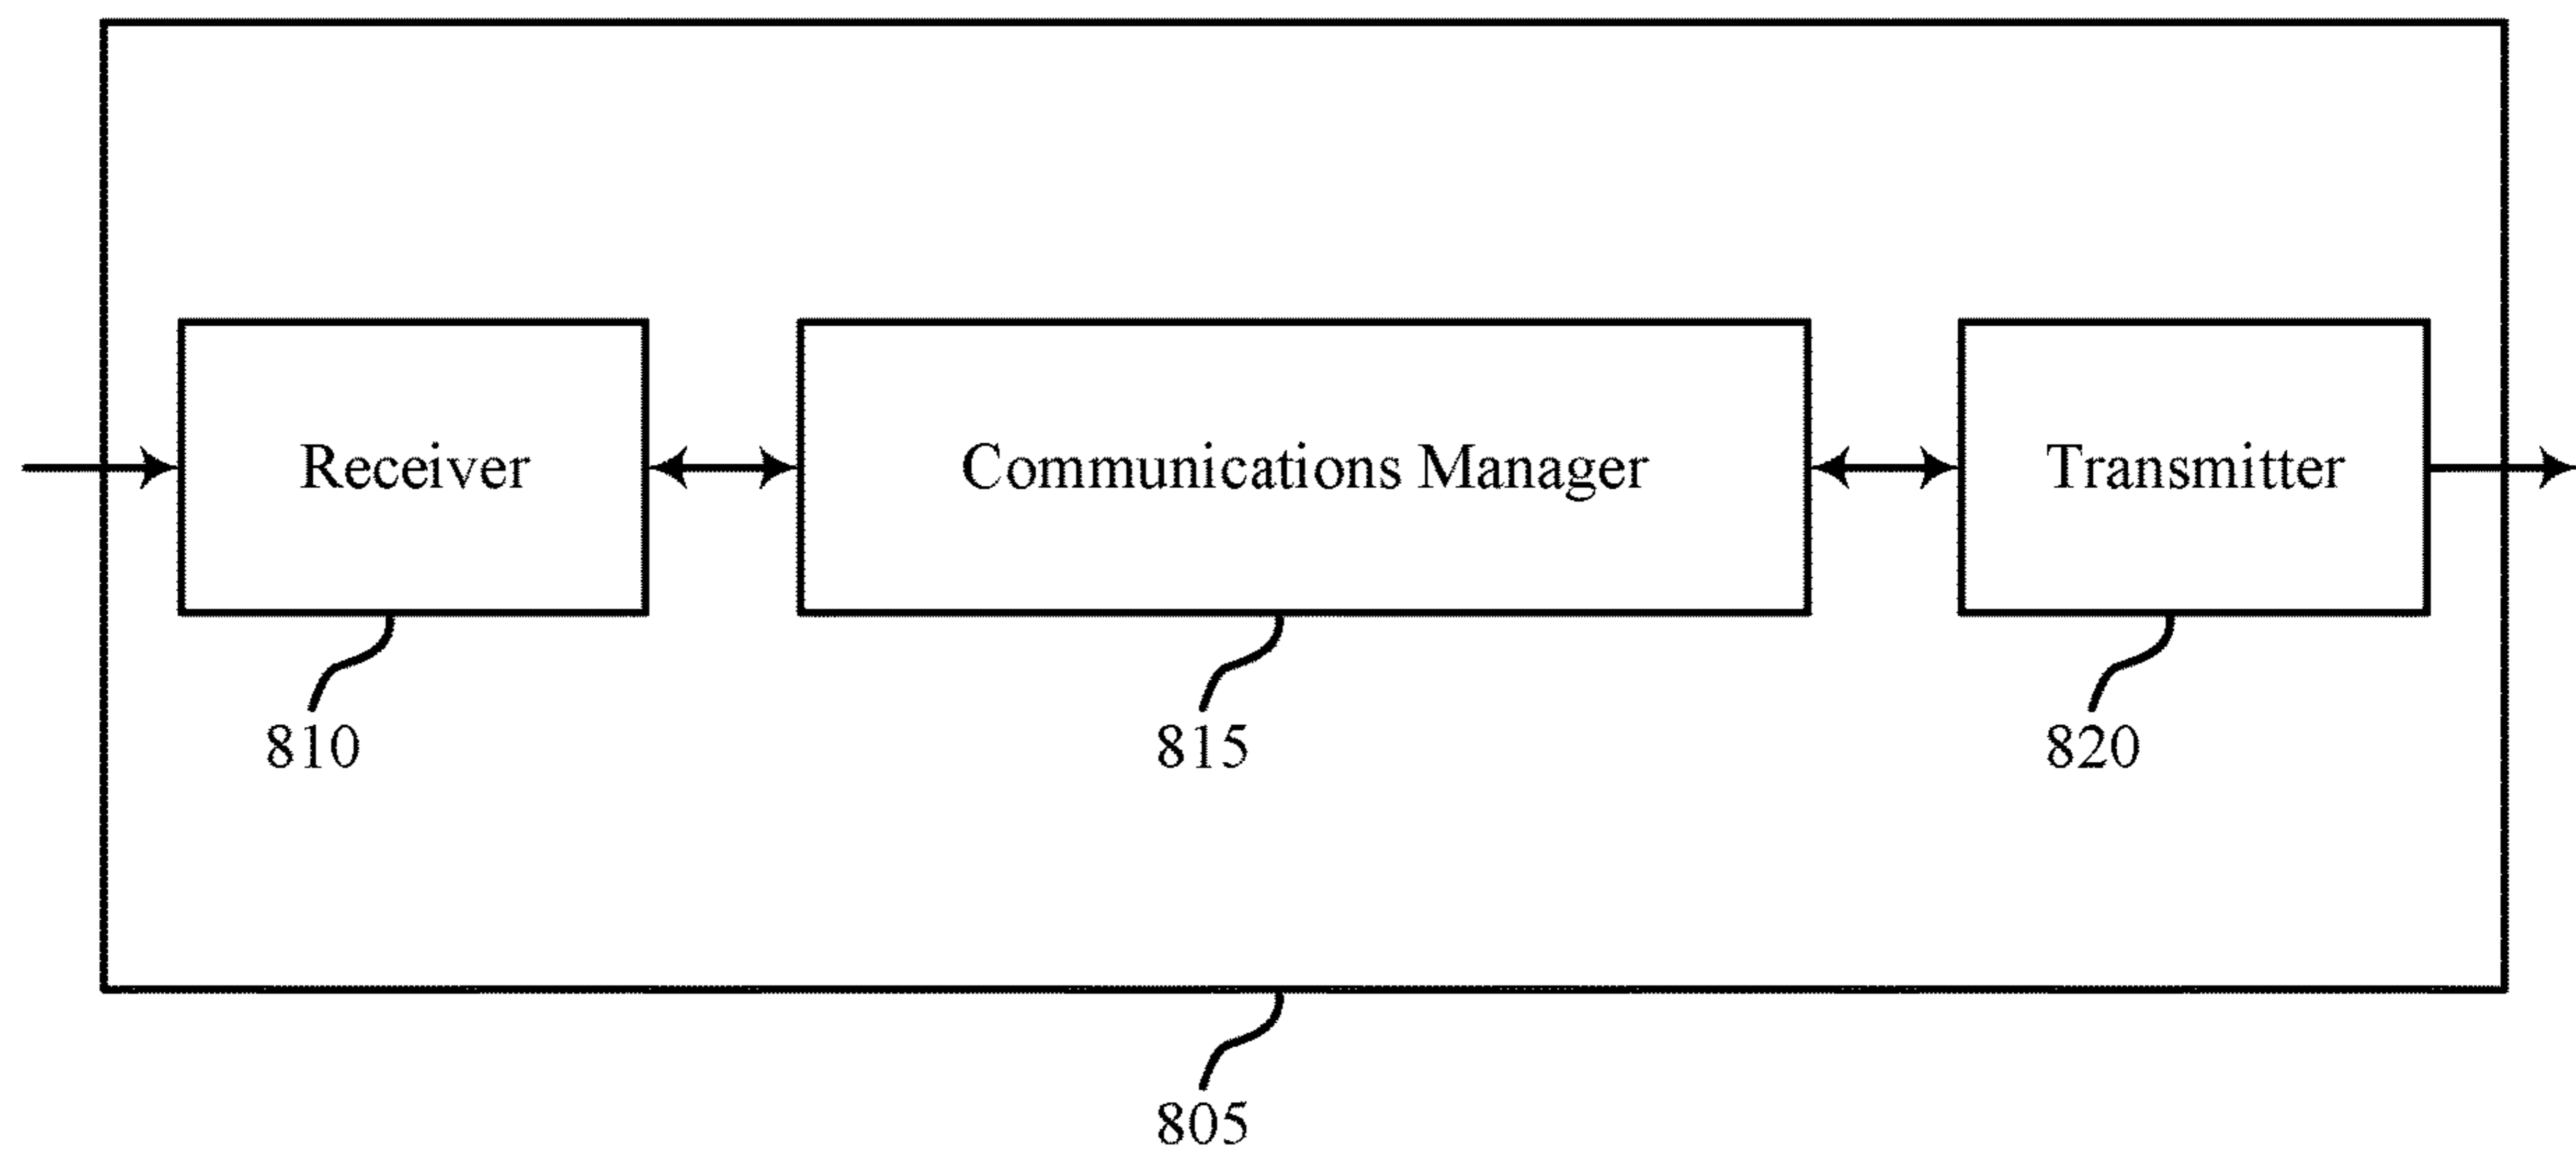 Receiver
Communications Manager
Transmitter
810
815
820
805